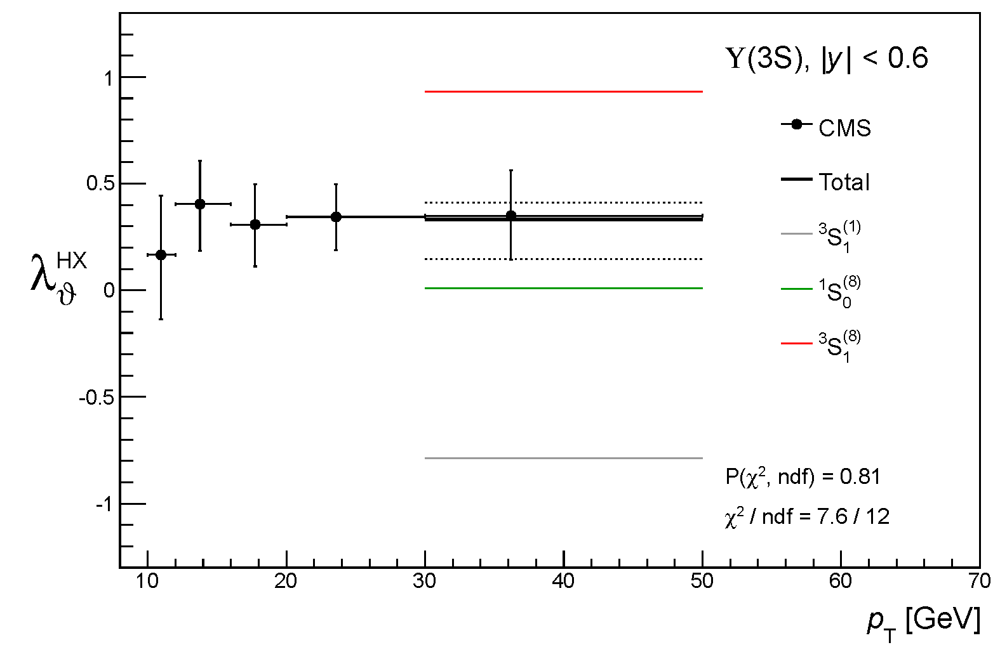 Υ(3S), |y| < 0.6
CMS
Total
³S₁⁽¹⁾
¹S₀⁽⁸⁾
³S₁⁽⁸⁾
λ_ϑ^HX
1
0.5
0
-0.5
-1
P(χ², ndf) = 0.81
χ² / ndf = 7.6 / 12
10 20 30 40 50 60 70
p_T [GeV]